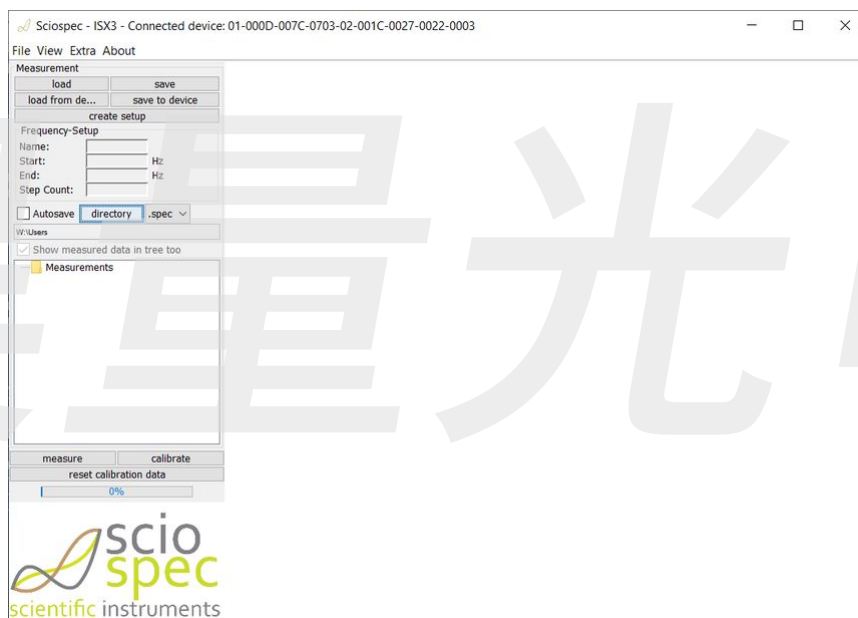 Sciospec - ISX3 - Connected device: 01-000D-007C-0703-02-001C-0027-0022-0003
File View Extra About
Measurement
load save
load from de... save to device
create setup
Frequency-Setup
Name:
Start: Hz
End: Hz
Step Count:
Autosave directory .spec
W:\Users
Show measured data in tree too
Measurements
measure calibrate
reset calibration data
0%
scio
spec
scientific instruments
量光